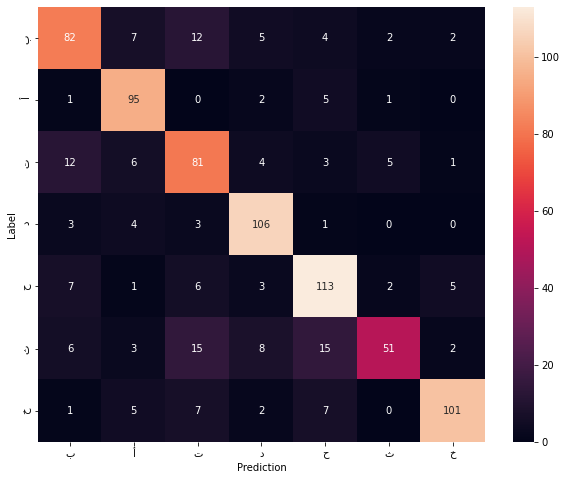 ب 82 7 12 5 4 2 2
أ 1 95 0 2 5 1 0
ت 12 6 81 4 3 5 1
د 3 4 3 106 1 0 0
ح 7 1 6 3 113 2 5
ث 6 3 15 8 15 51 2
خ 1 5 7 2 7 0 101
ب أ ت د ح ث خ
Prediction
Label
100
80
60
40
20
0